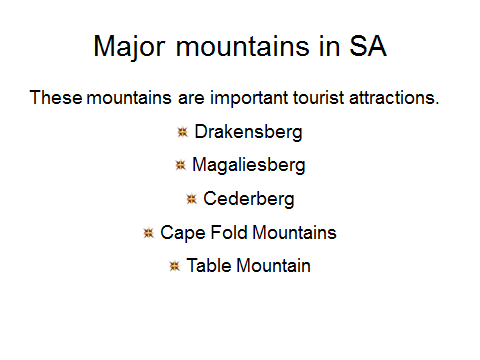 Major mountains in SA
These mountains are important tourist attractions.
Drakensberg
Magaliesberg
Cederberg
Cape Fold Mountains
Table Mountain